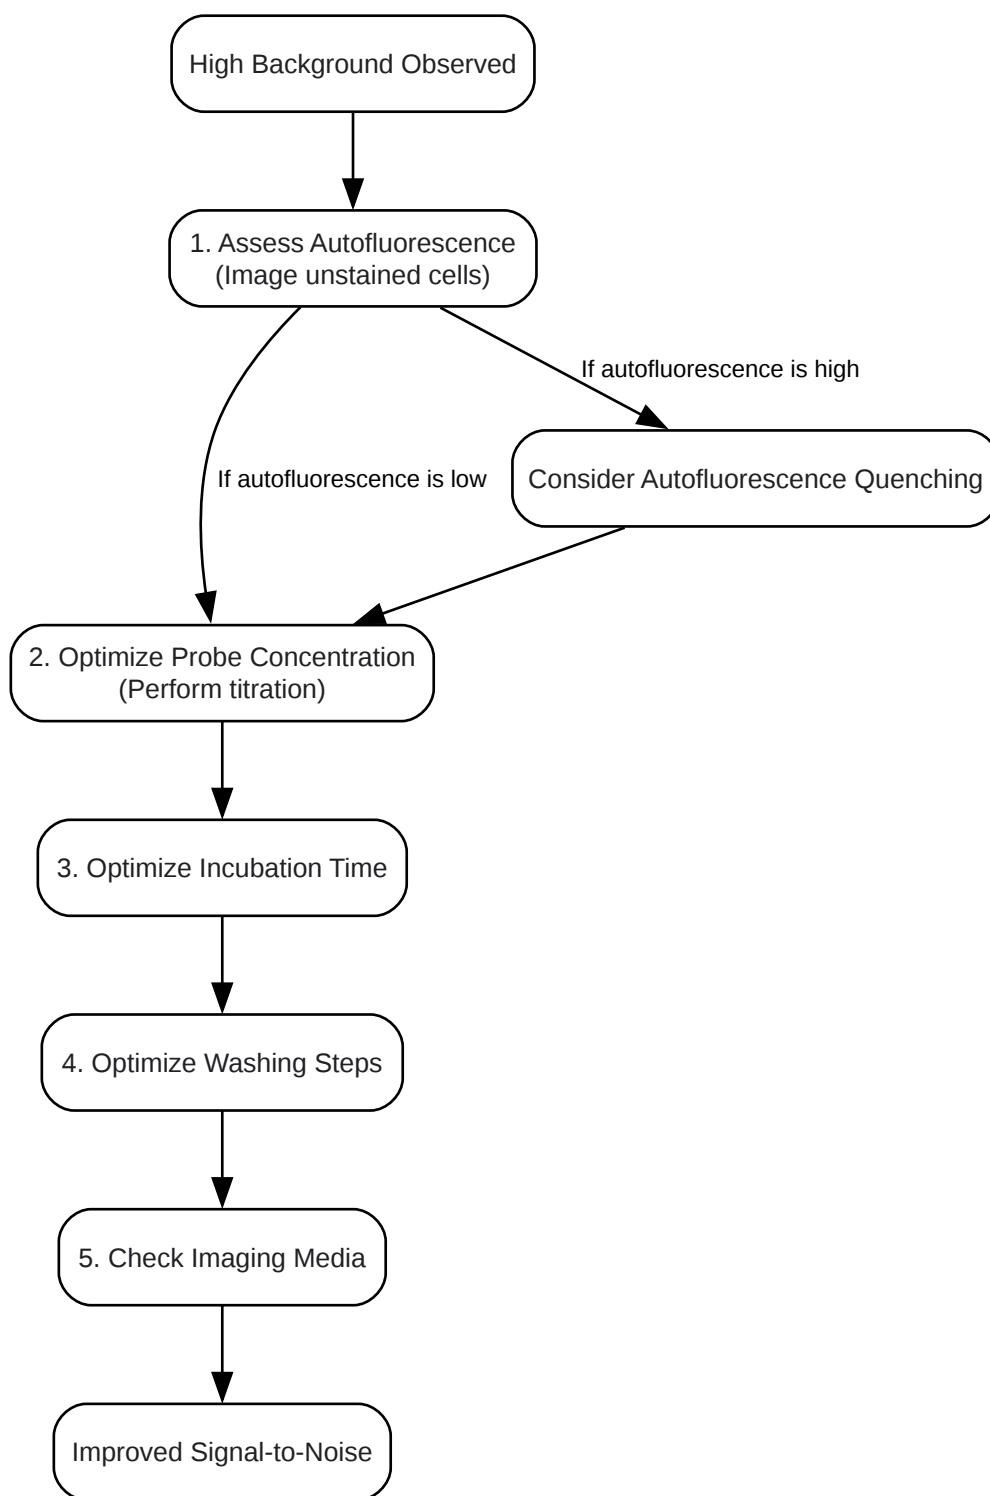 High Background Observed
1. Assess Autofluorescence
(Image unstained cells)
If autofluorescence is high
If autofluorescence is low
Consider Autofluorescence Quenching
2. Optimize Probe Concentration
(Perform titration)
3. Optimize Incubation Time
4. Optimize Washing Steps
5. Check Imaging Media
Improved Signal-to-Noise